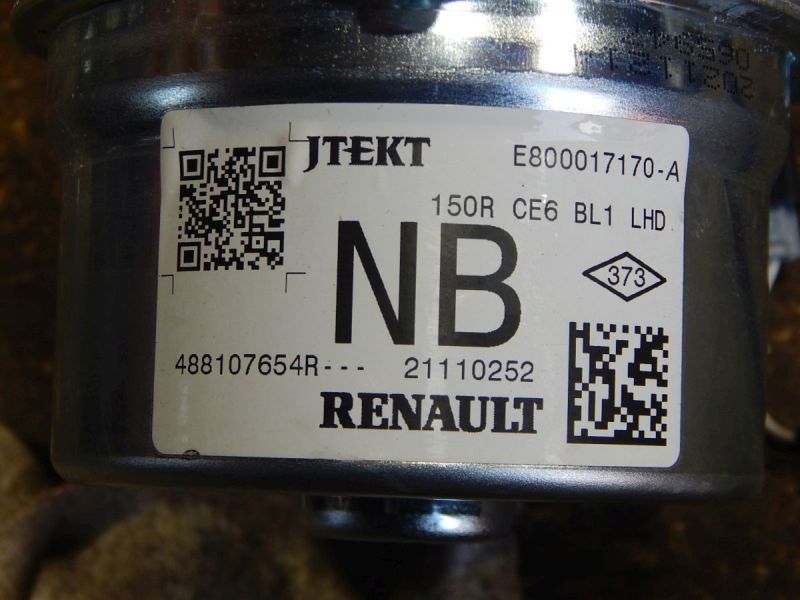 JTEKT E800017170-A
150R CE6 BL1 LHD
NB
373
488107654R--- 21110252
RENAULT